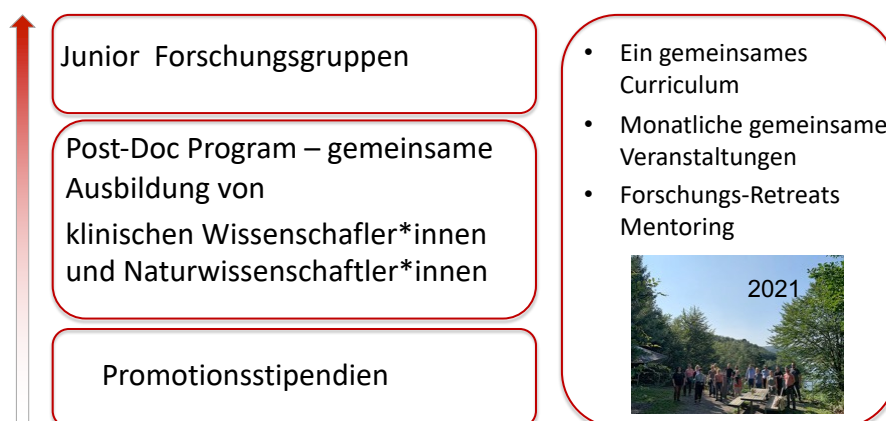 Junior Forschungsgruppen
Post-Doc Program – gemeinsame
Ausbildung von
klinischen Wissenschafler*innen
und Naturwissenschaftler*innen
Promotionsstipendien
• Ein gemeinsames
Curriculum
• Monatliche gemeinsame
Veranstaltungen
• Forschungs-Retreats
Mentoring
2021